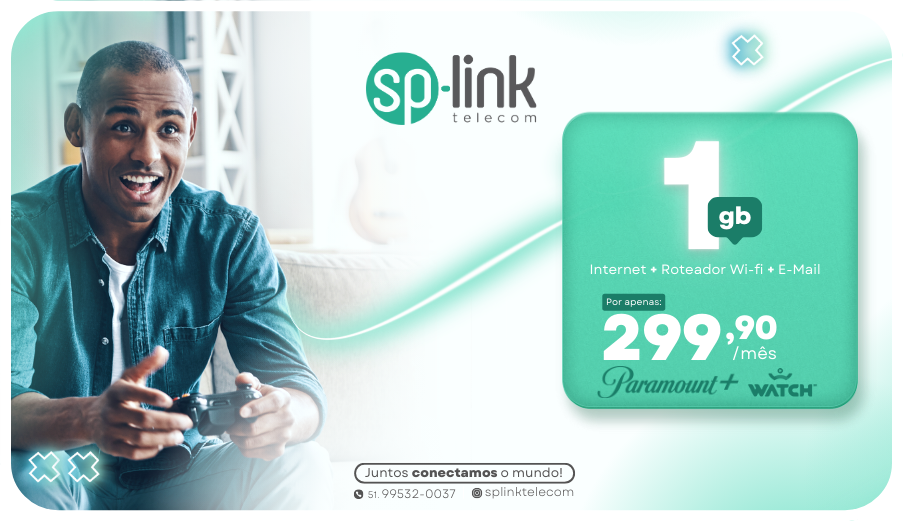 sp-link
telecom
1
gb
Internet + Roteador Wi-fi + E-Mail
Por apenas:
299,90
/mês
Paramount+ WATCH
Juntos conectamos o mundo!
51. 99532-0037 splinktelecom